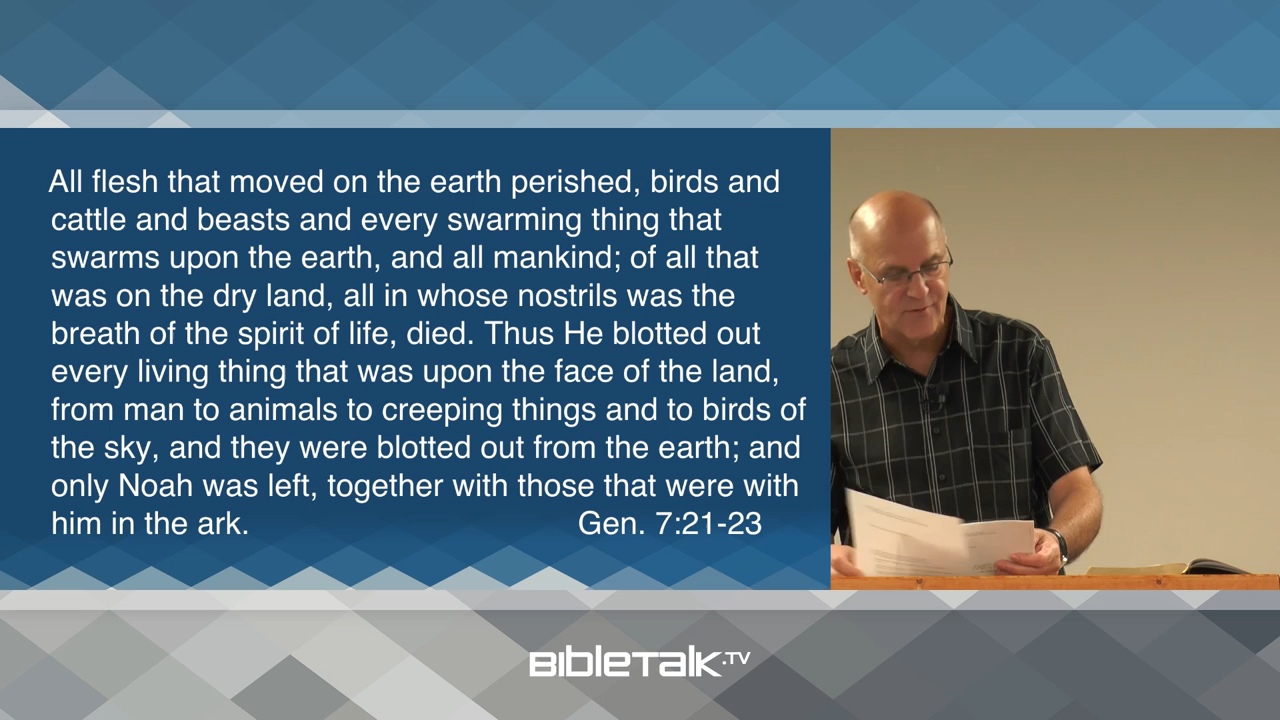 All flesh that moved on the earth perished, birds and
cattle and beasts and every swarming thing that
swarms upon the earth, and all mankind; of all that
was on the dry land, all in whose nostrils was the
breath of the spirit of life, died. Thus He blotted out
every living thing that was upon the face of the land,
from man to animals to creeping things and to birds of
the sky, and they were blotted out from the earth; and
only Noah was left, together with those that were with
him in the ark. Gen. 7:21-23
BIBLETALK.TV